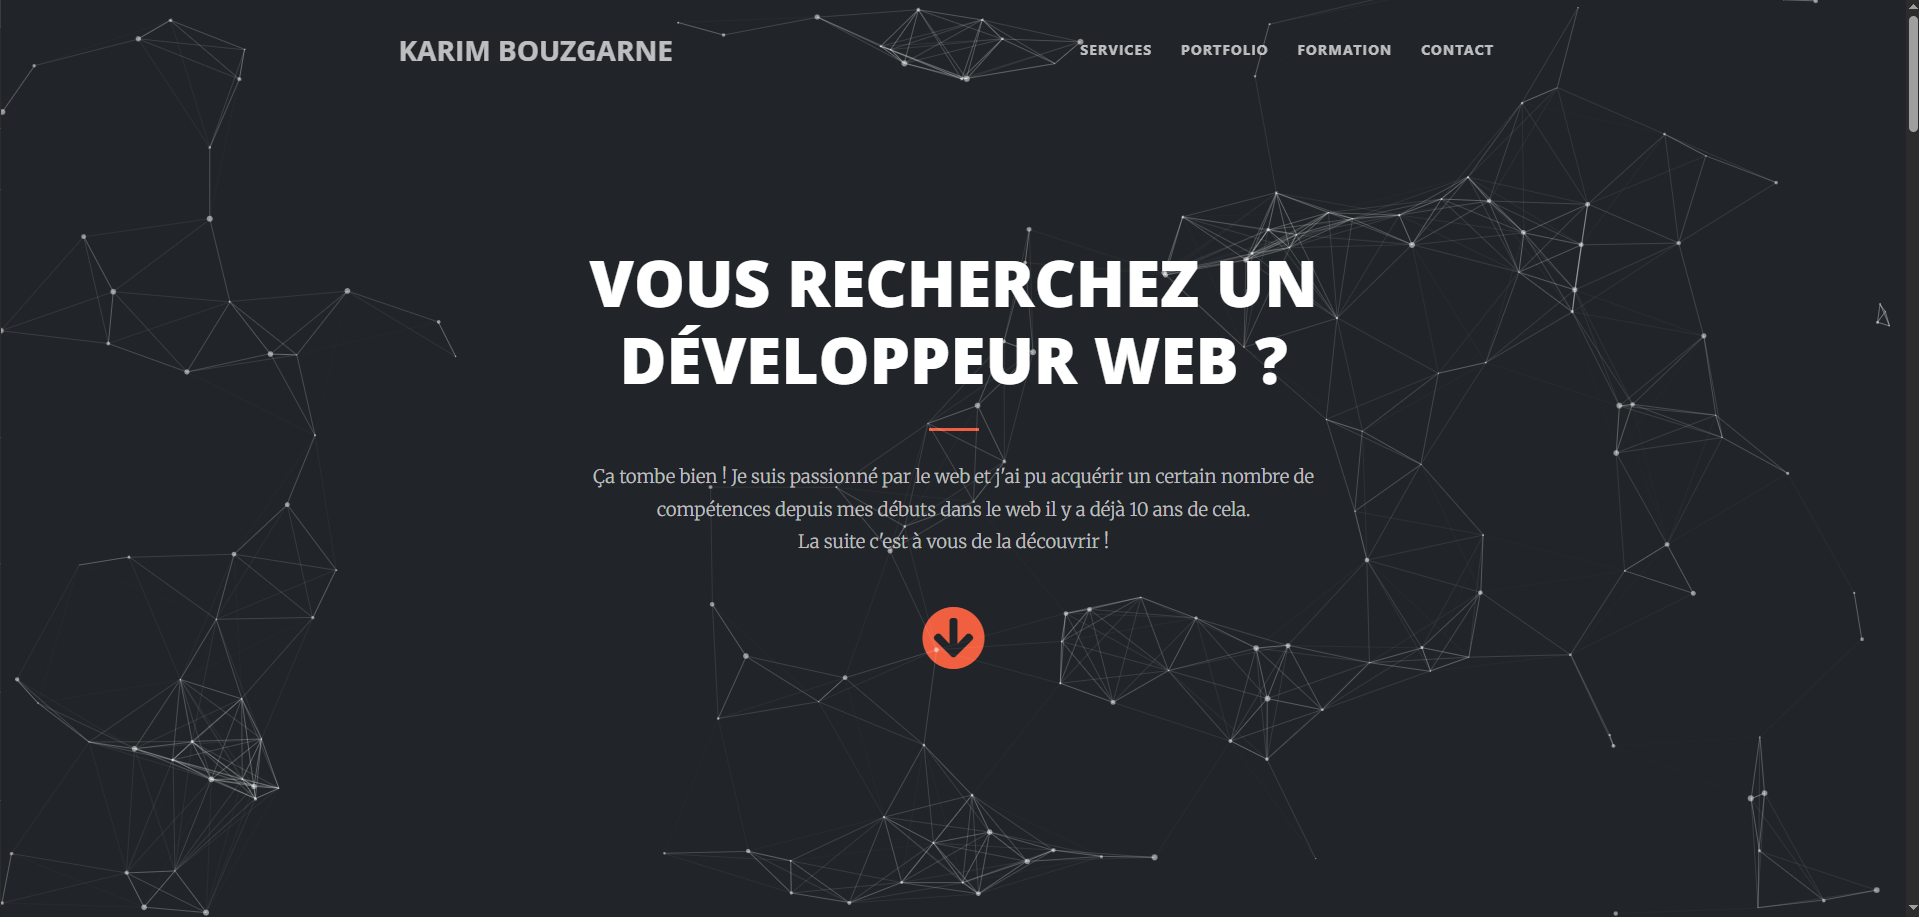 KARIM BOUZGARNE
SERVICES PORTFOLIO FORMATION CONTACT
VOUS RECHERCHEZ UN
DÉVELOPPEUR WEB ?
Ça tombe bien ! Je suis passionné par le web et j'ai pu acquérir un certain nombre de
compétences depuis mes débuts dans le web il y a déjà 10 ans de cela.
La suite c'est à vous de la découvrir !